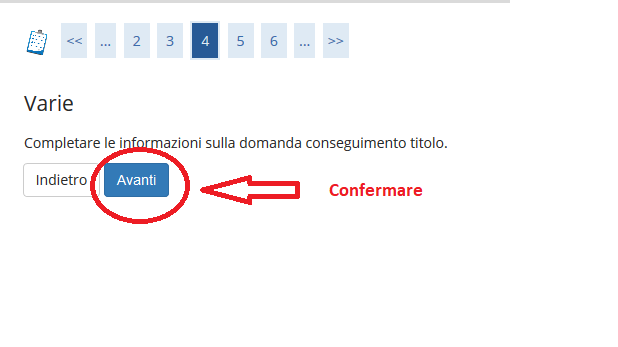 << ... 2 3 4 5 6 ... >>
Varie
Completare le informazioni sulla domanda conseguimento titolo.
Indietro Avanti Confermare